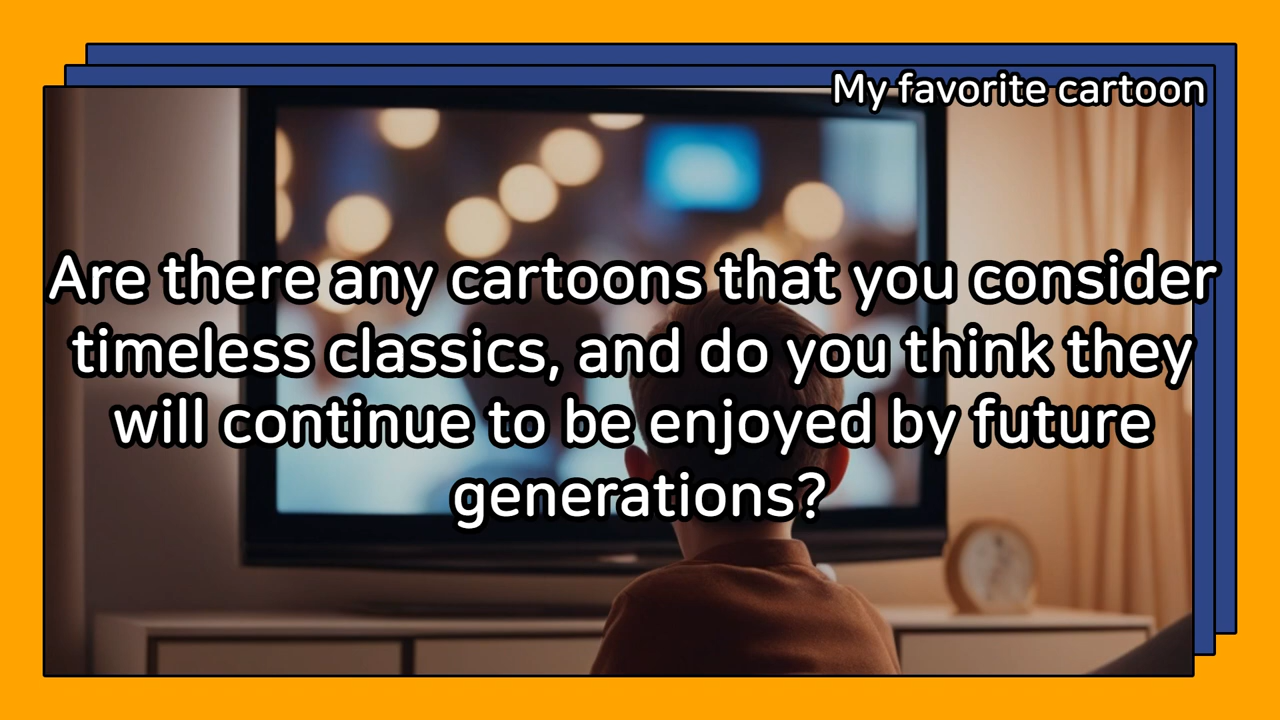 My favorite cartoon
Are there any cartoons that you consider
timeless classics, and do you think they
will continue to be enjoyed by future
generations?